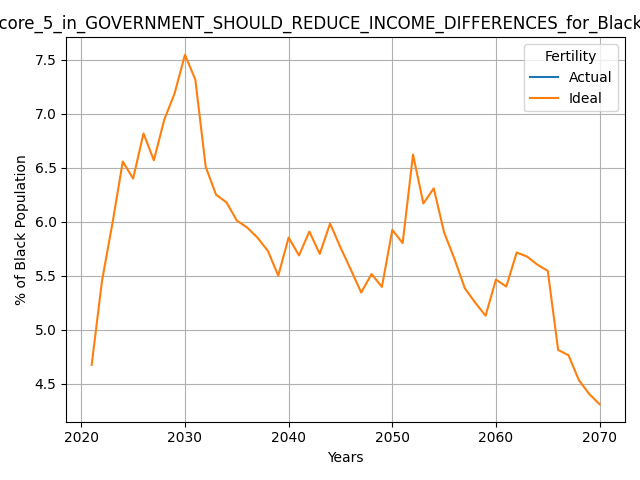 core_5_in_GOVERNMENT_SHOULD_REDUCE_INCOME_DIFFERENCES_for_Black
Fertility
Actual
Ideal
% of Black Population
7.5
7.0
6.5
6.0
5.5
5.0
4.5
2020 2030 2040 2050 2060 2070
Years